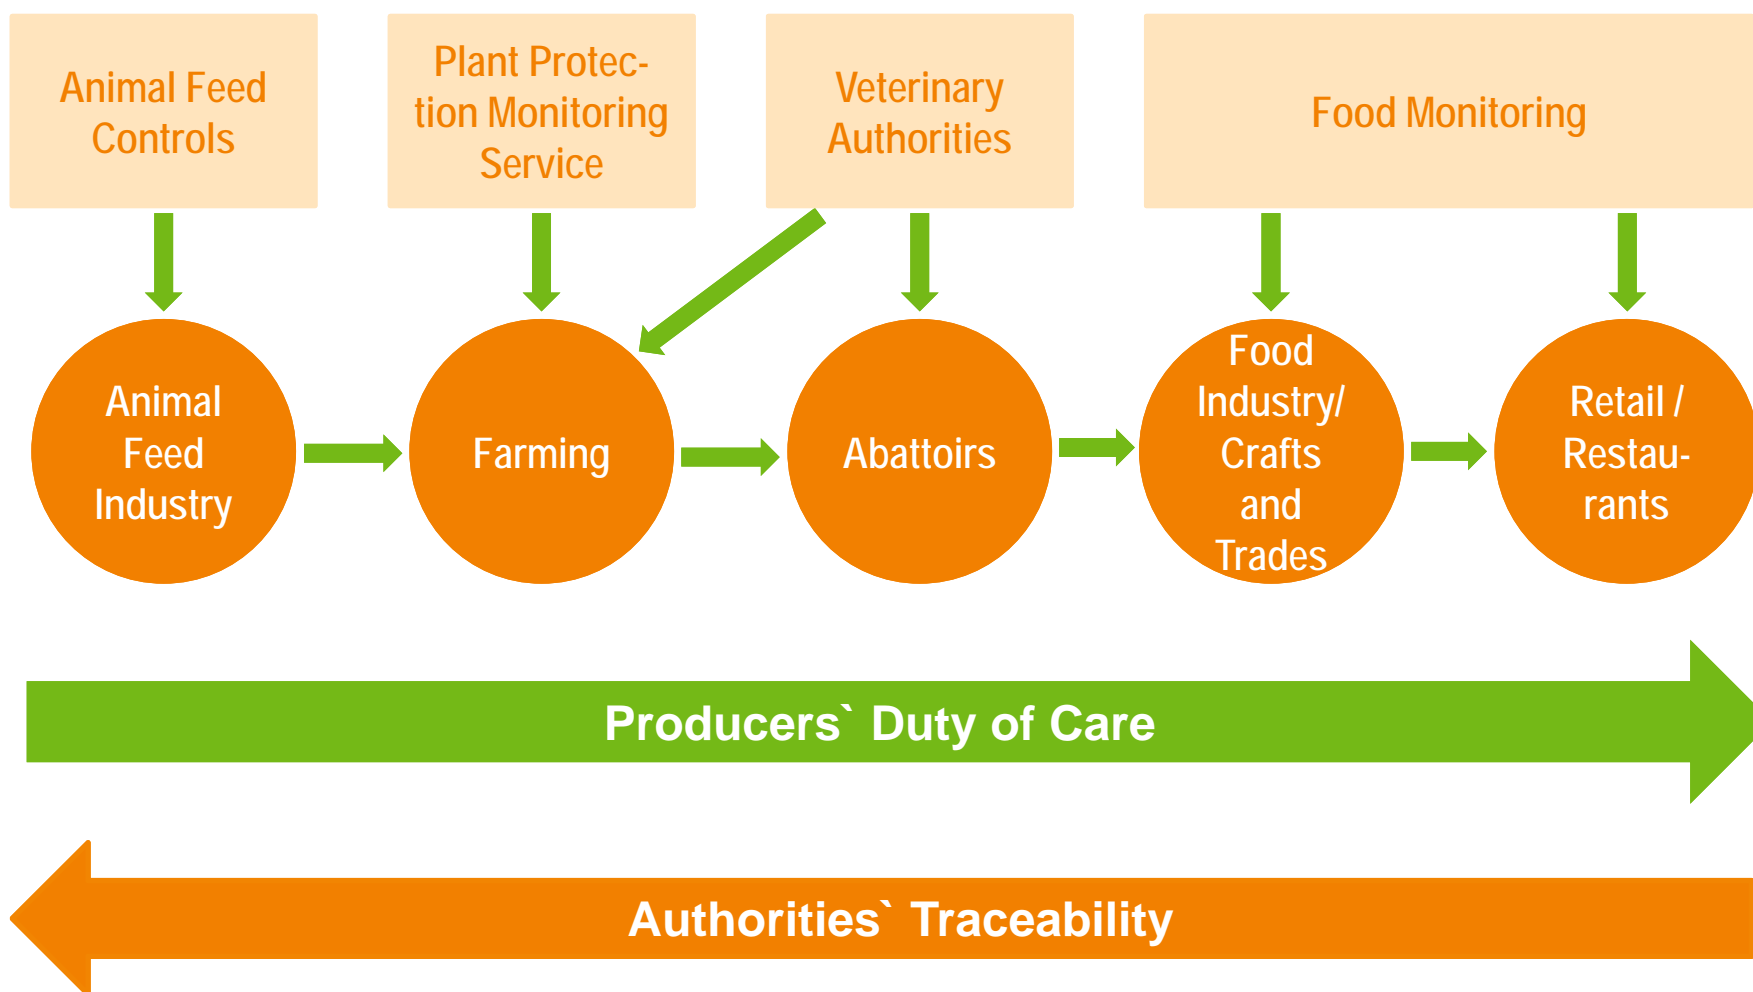 Animal Feed
Controls
Plant Protec-
tion Monitoring
Service
Veterinary
Authorities
Food Monitoring
Animal
Feed
Industry
Farming
Abattoirs
Food
Industry/
Crafts
and
Trades
Retail /
Restau-
rants
Producers` Duty of Care
Authorities` Traceability